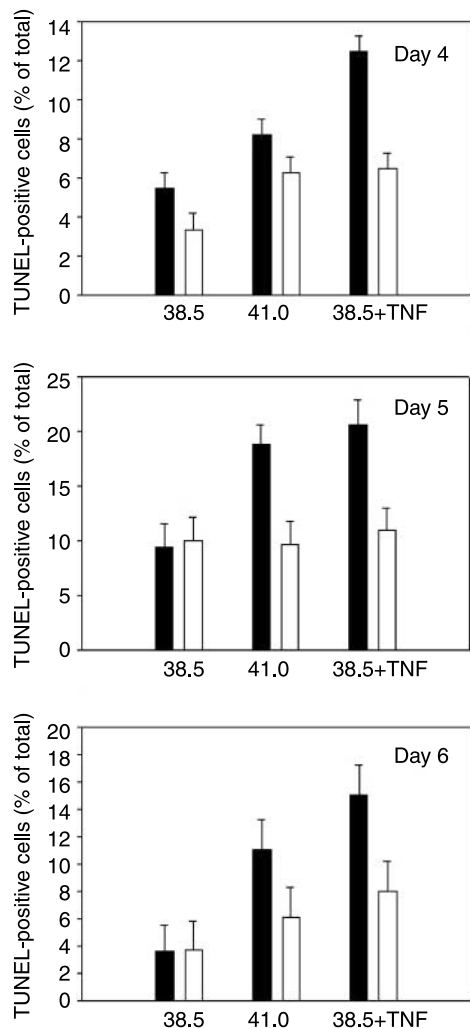 TUNEL-positive cells (% of total)
Day 4
14
12
10
8
6
4
2
0
38.5 41.0 38.5+TNF
TUNEL-positive cells (% of total)
Day 5
25
20
15
10
5
0
38.5 41.0 38.5+TNF
TUNEL-positive cells (% of total)
Day 6
20
18
16
14
12
10
8
6
4
2
0
38.5 41.0 38.5+TNF